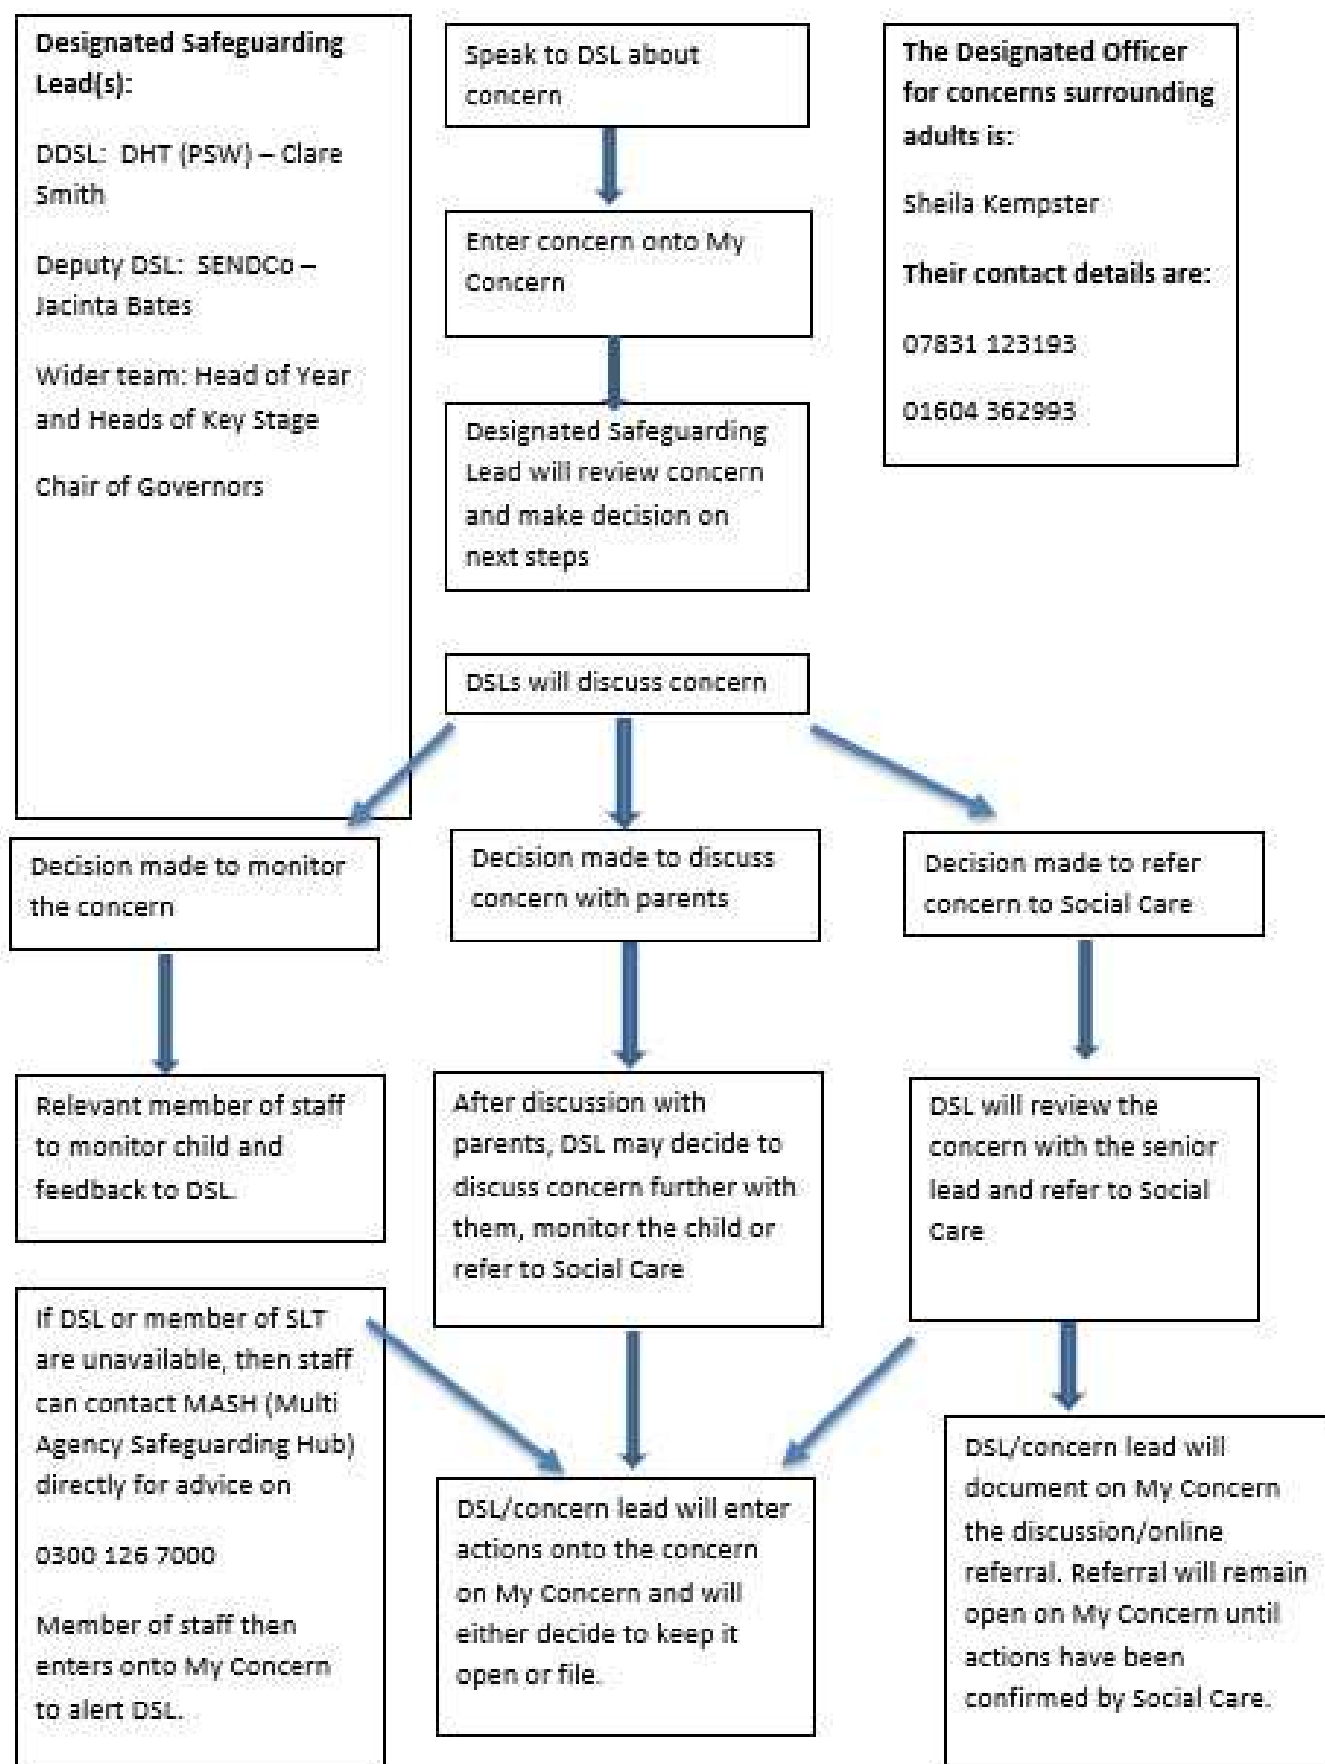 Designated Safeguarding
Lead(s):
DDSL: DHT (PSW) – Clare
Smith
Deputy DSL: SENDCo –
Jacinta Bates
Wider team: Head of Year
and Heads of Key Stage
Chair of Governors
Speak to DSL about
concern
Enter concern onto My
Concern
Designated Safeguarding
Lead will review concern
and make decision on
next steps
The Designated Officer
for concerns surrounding
adults is:
Sheila Kempster
Their contact details are:
07831 123193
01604 362993
DSLs will discuss concern
Decision made to monitor
the concern
Decision made to discuss
concern with parents
Decision made to refer
concern to Social Care
Relevant member of staff
to monitor child and
feedback to DSL.
After discussion with
parents, DSL may decide to
discuss concern further with
them, monitor the child or
refer to Social Care
DSL will review the
concern with the senior
lead and refer to Social
Care
If DSL or member of SLT
are unavailable, then staff
can contact MASH (Multi
Agency Safeguarding Hub)
directly for advice on
0300 126 7000
Member of staff then
enters onto My Concern
to alert DSL.
DSL/concern lead will enter
actions onto the concern
on My Concern and will
either decide to keep it
open or file.
DSL/concern lead will
document on My Concern
the discussion/online
referral. Referral will remain
open on My Concern until
actions have been
confirmed by Social Care.